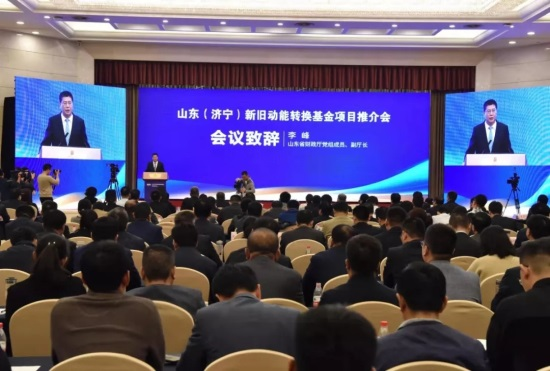 山东（济宁）新旧动能转换基金项目推介会
会议致辞
李峰
山东省财政厅党组成员、副厅长